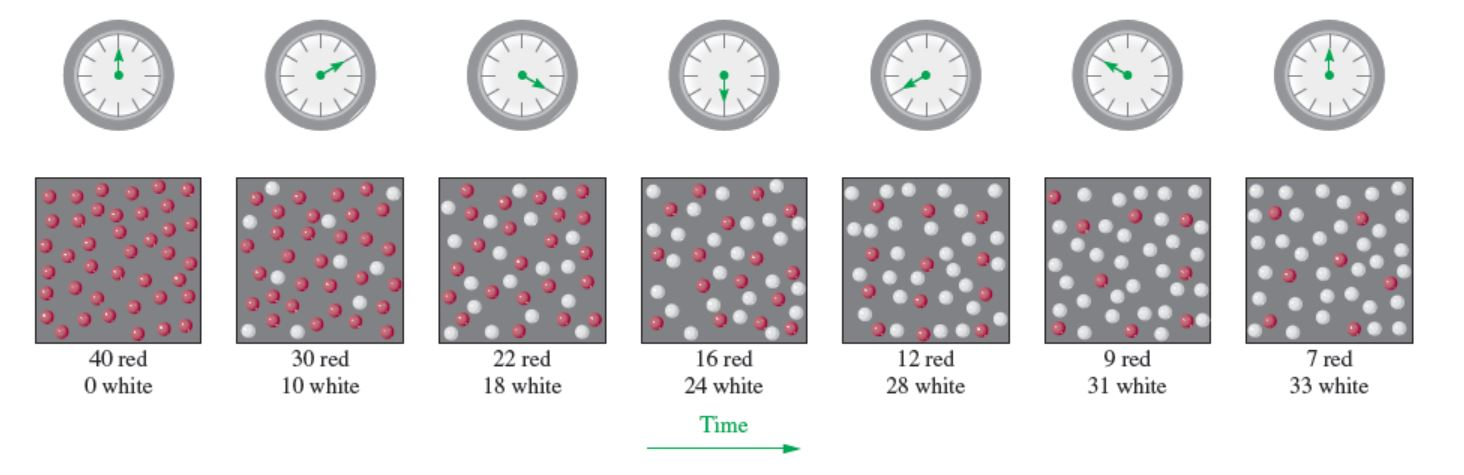 40 red
0 white
30 red
10 white
22 red
18 white
16 red
24 white
12 red
28 white
9 red
31 white
7 red
33 white
Time